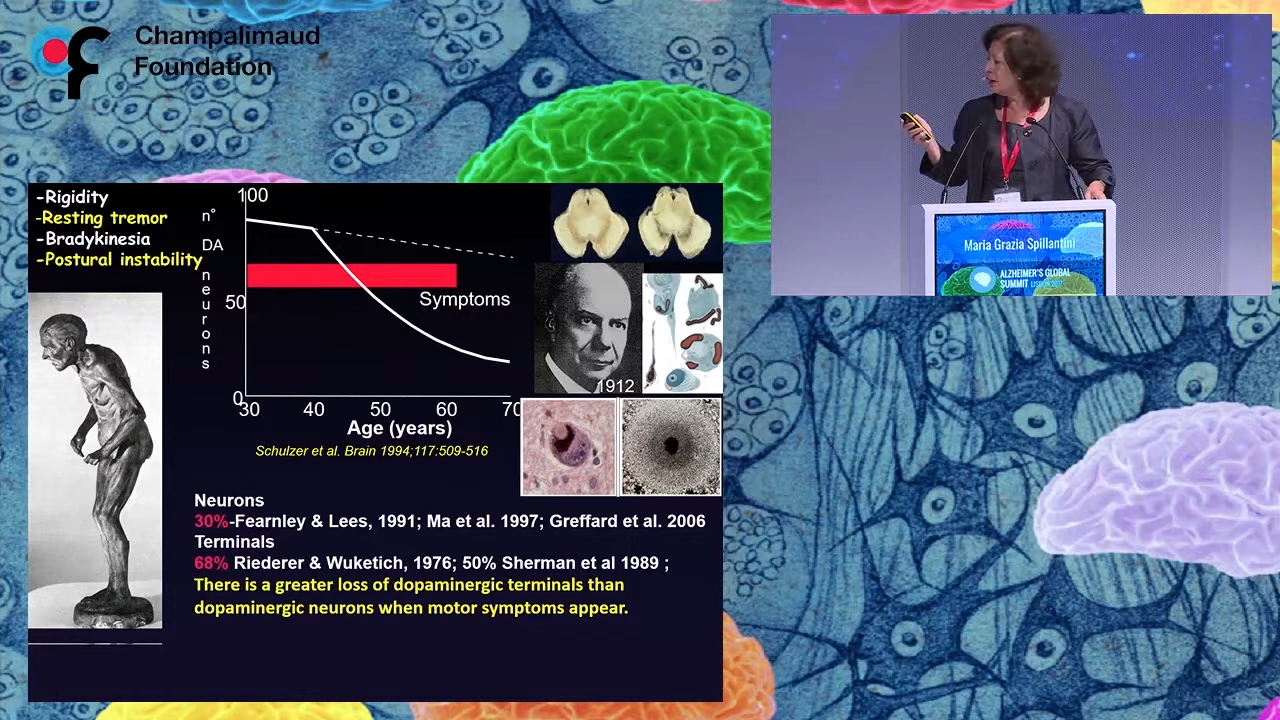 Champalimaud
Foundation
-Rigidity
-Resting tremor
-Bradykinesia
-Postural instability
100
n°
DA
neurons
50
Symptoms
0
30 40 50 60 70
Age (years)
Schulzer et al. Brain 1994;117:509-516
1912
Neurons
30%-Fearnley & Lees, 1991; Ma et al. 1997; Greffard et al. 2006
Terminals
68% Riederer & Wuketich, 1976; 50% Sherman et al 1989 ;
There is a greater loss of dopaminergic terminals than
dopaminergic neurons when motor symptoms appear.
Maria Grazia Spillantini
ALZHEIMER'S GLOBAL
SUMMIT LISBON 2017